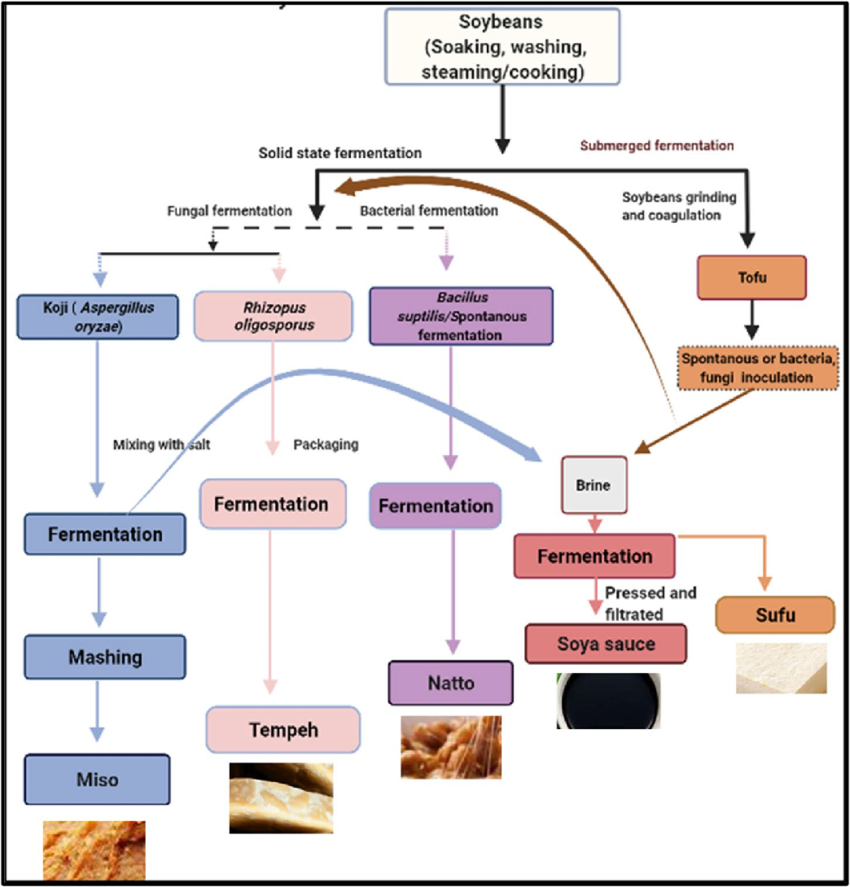 Soybeans
(Soaking, washing,
steaming/cooking)
Solid state fermentation
Submerged fermentation
Soybeans grinding
and coagulation
Fungal fermentation
Bacterial fermentation
Tofu
Koji ( Aspergillus
oryzae)
Rhizopus
oligosporus
Bacillus
suptilis/Spontanous
fermentation
Spontanous or bacteria,
fungi inoculation
Mixing with salt
Packaging
Brine
Fermentation
Fermentation
Fermentation
Fermentation
Pressed and
filtrated
Sufu
Soya sauce
Mashing
Natto
Tempeh
Miso